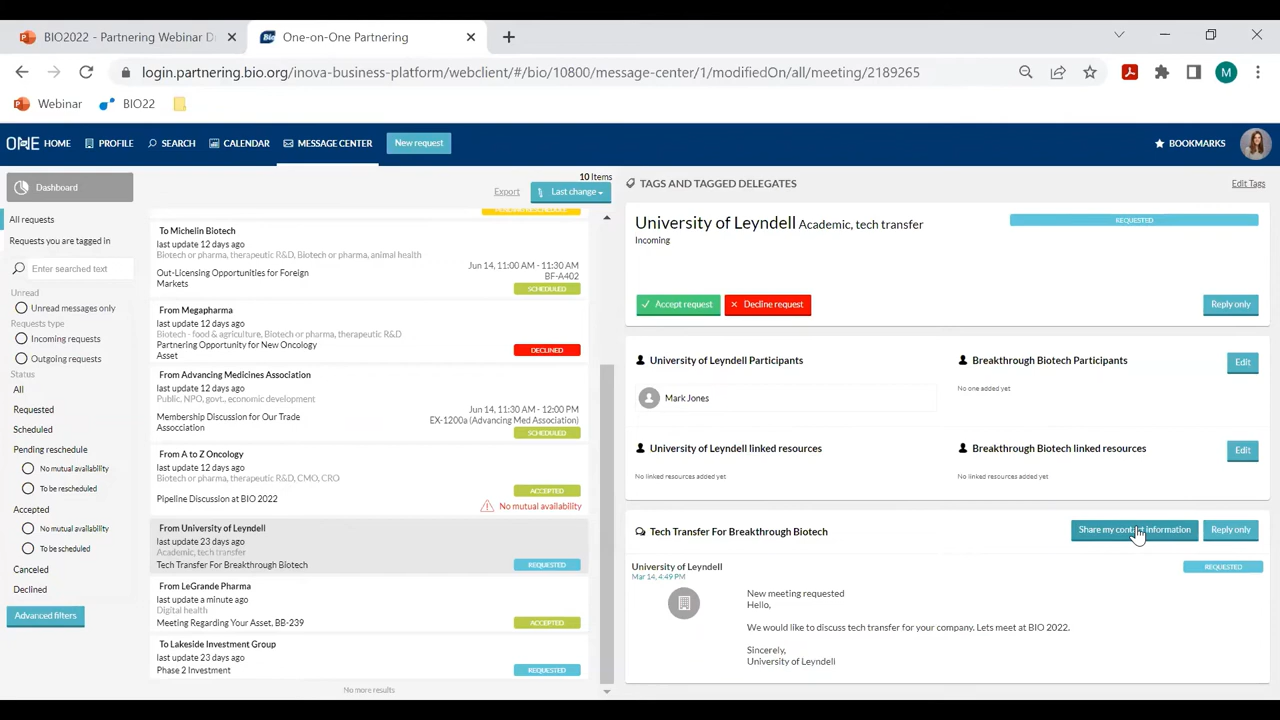 BIO2022 - Partnering Webinar D
One-on-One Partnering
login.partnering.bio.org/inova-business-platform/webclient/#/bio/10800/message-center/1/modifiedOn/all/meeting/2189265
M
Webinar
BIO22
ONE HOME
PROFILE
SEARCH
CALENDAR
MESSAGE CENTER
New request
BOOKMARKS
Dashboard
All requests
Requests you are tagged in
Enter searched text
Unread
Unread messages only
Requests type
Incoming requests
Outgoing requests
Status
All
Requested
Scheduled
Pending reschedule
No mutual availability
To be rescheduled
Accepted
No mutual availability
To be scheduled
Canceled
Declined
Advanced filters
10 Items
Export
Last change
To Michelin Biotech
last update 12 days ago
Biotech or pharma, therapeutic R&D, Biotech or pharma, animal health
Out-Licensing Opportunities for Foreign
Markets
Jun 14, 11:00 AM - 11:30 AM
BF-A402
SCHEDULED
From Megapharma
last update 12 days ago
Biotech - food & agriculture, Biotech or pharma, therapeutic R&D
Partnering Opportunity for New Oncology
Asset
DECLINED
From Advancing Medicines Association
last update 12 days ago
Public, NPO, govt., economic development
Membership Discussion for Our Trade
Assocciation
Jun 14, 11:30 AM - 12:00 PM
EX-1200a (Advancing Med Association)
SCHEDULED
From A to Z Oncology
last update 12 days ago
Biotech or pharma, therapeutic R&D, CMO, CRO
Pipeline Discussion at BIO 2022
ACCEPTED
No mutual availability
From University of Leyndell
last update 23 days ago
Academic, tech transfer
Tech Transfer For Breakthrough Biotech
REQUESTED
From LeGrande Pharma
last update a minute ago
Digital health
Meeting Regarding Your Asset, BB-239
ACCEPTED
To Lakeside Investment Group
last update 23 days ago
Phase 2 Investment
REQUESTED
No more results
TAGS AND TAGGED DELEGATES
Edit Tags
University of Leyndell Academic, tech transfer
REQUESTED
Incoming
Accept request
Decline request
Reply only
University of Leyndell Participants
Mark Jones
Breakthrough Biotech Participants
Edit
No one added yet
University of Leyndell linked resources
No linked resources added yet
Breakthrough Biotech linked resources
Edit
No linked resources added yet
Tech Transfer For Breakthrough Biotech
Share my contact information
Reply only
University of Leyndell
Mar 14, 4:49 PM
REQUESTED
New meeting requested
Hello,
We would like to discuss tech transfer for your company. Lets meet at BIO 2022.
Sincerely,
University of Leyndell